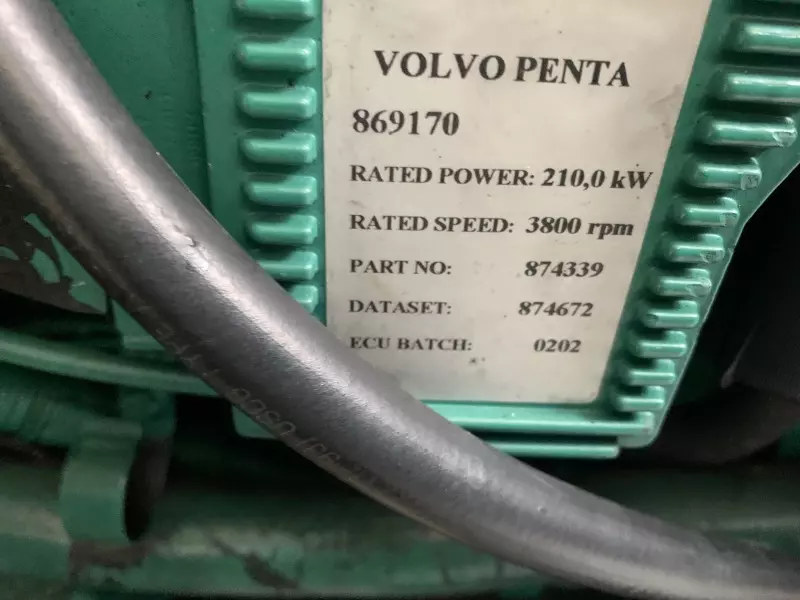 VOLVO PENTA
869170
RATED POWER: 210,0 kW
RATED SPEED: 3800 rpm
PART NO: 874339
DATASET: 874672
ECU BATCH: 0202